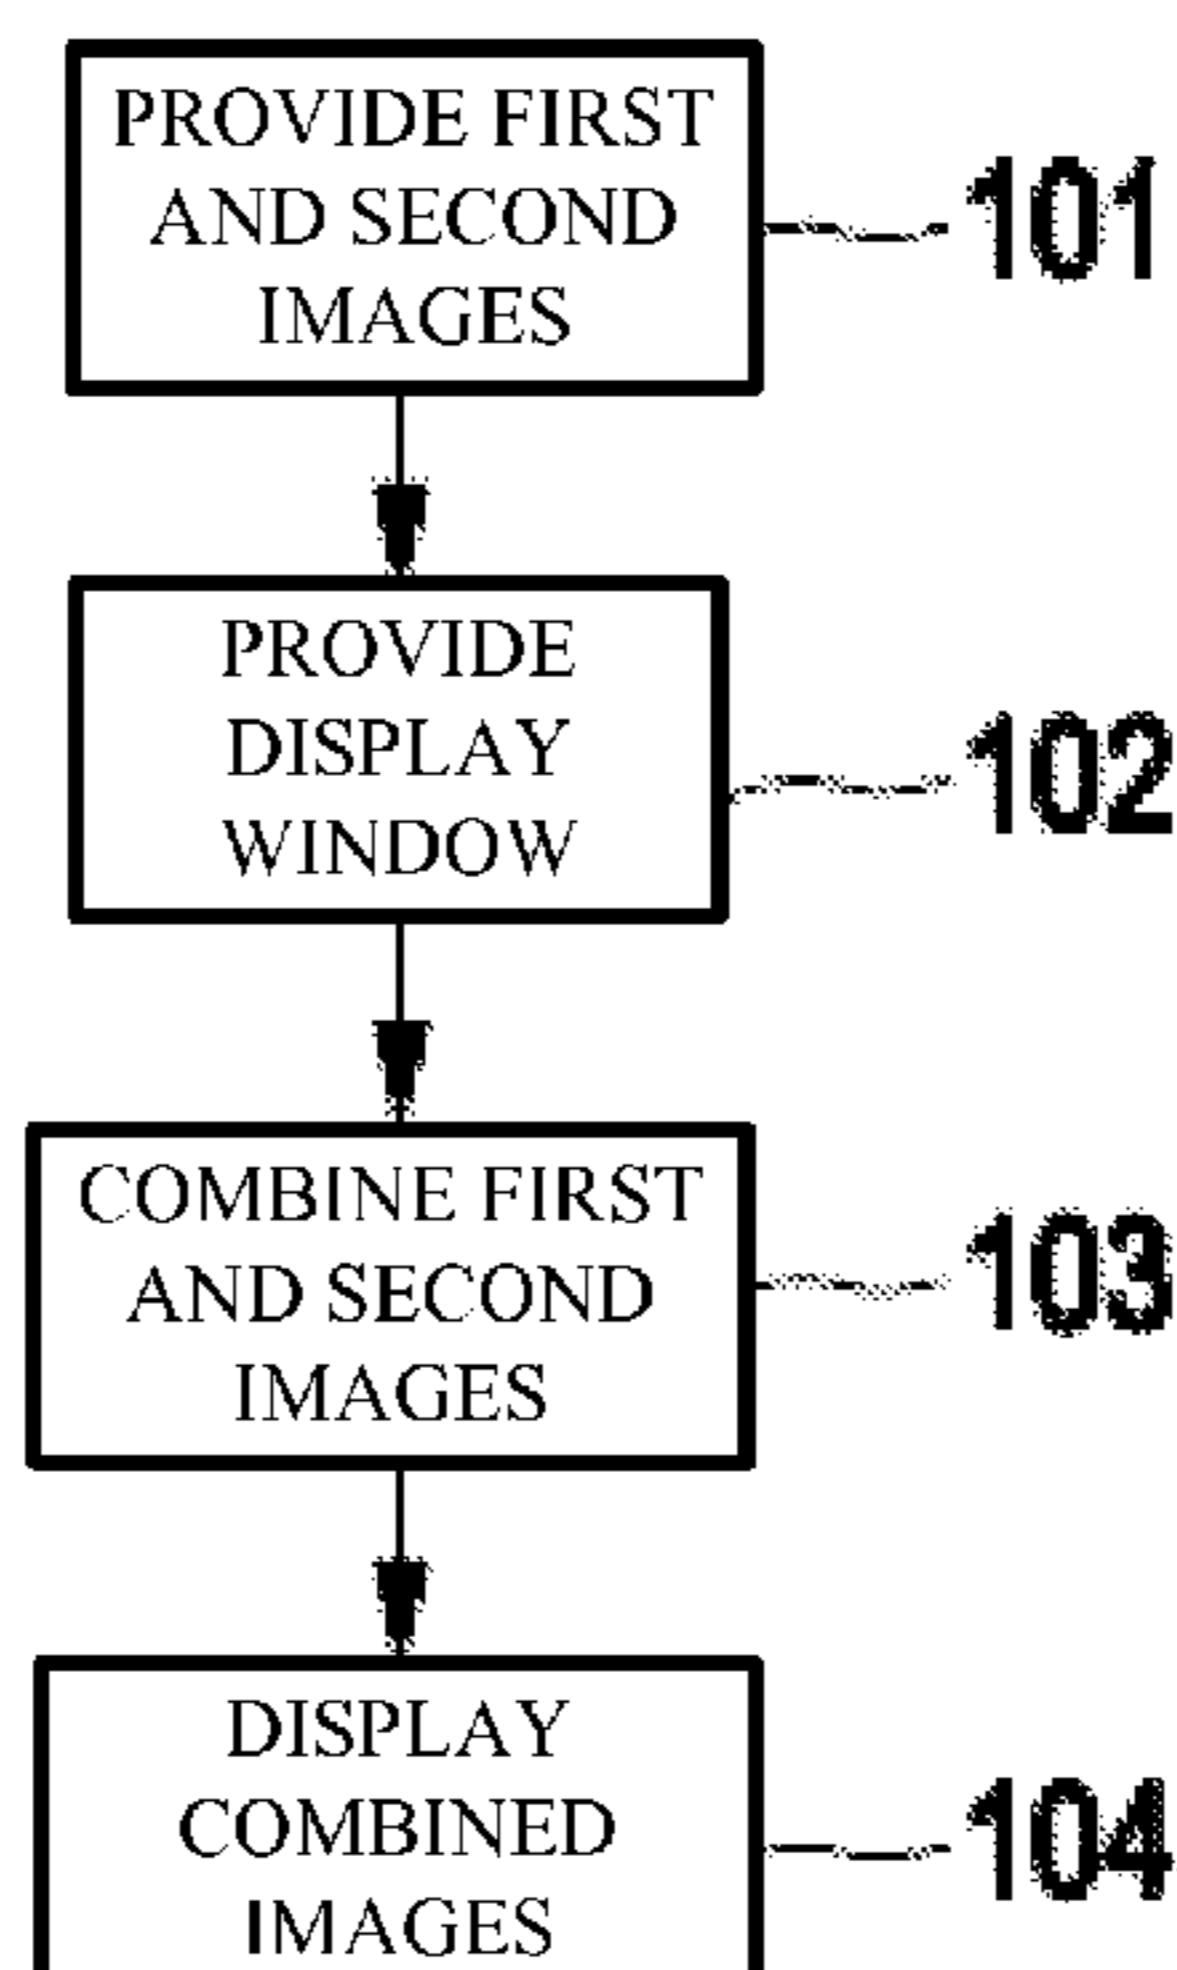 PROVIDE FIRST
AND SECOND
IMAGES
101
PROVIDE
DISPLAY
WINDOW
102
COMBINE FIRST
AND SECOND
IMAGES
103
DISPLAY
COMBINED
IMAGES
104